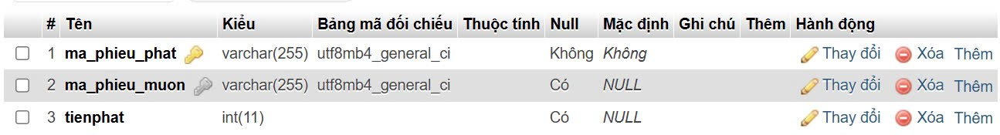 # Tên Kiểu Bảng mã đối chiếu Thuộc tính Null Mặc định Ghi chú Thêm Hành động
1 ma_phieu_phat varchar(255) utf8mb4_general_ci Không Không Thay đổi Xóa Thêm
2 ma_phieu_muon varchar(255) utf8mb4_general_ci Có NULL Thay đổi Xóa Thêm
3 tienphat int(11) Có NULL Thay đổi Xóa Thêm